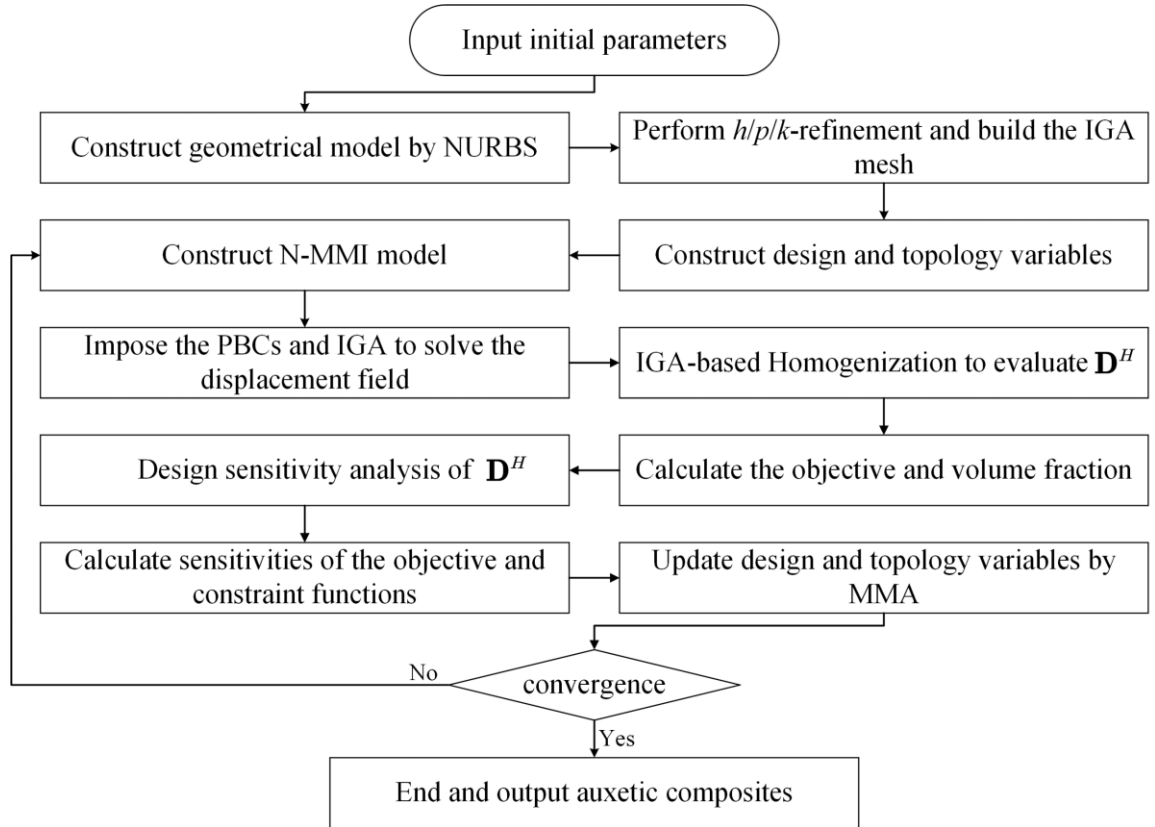 Input initial parameters
Construct geometrical model by NURBS
Perform h/p/k-refinement and build the IGA
mesh
Construct N-MMI model
Construct design and topology variables
Impose the PBCs and IGA to solve the
displacement field
IGA-based Homogenization to evaluate 𝐃^H
Design sensitivity analysis of 𝐃^H
Calculate the objective and volume fraction
Calculate sensitivities of the objective and
constraint functions
Update design and topology variables by
MMA
No
convergence
Yes
End and output auxetic composites